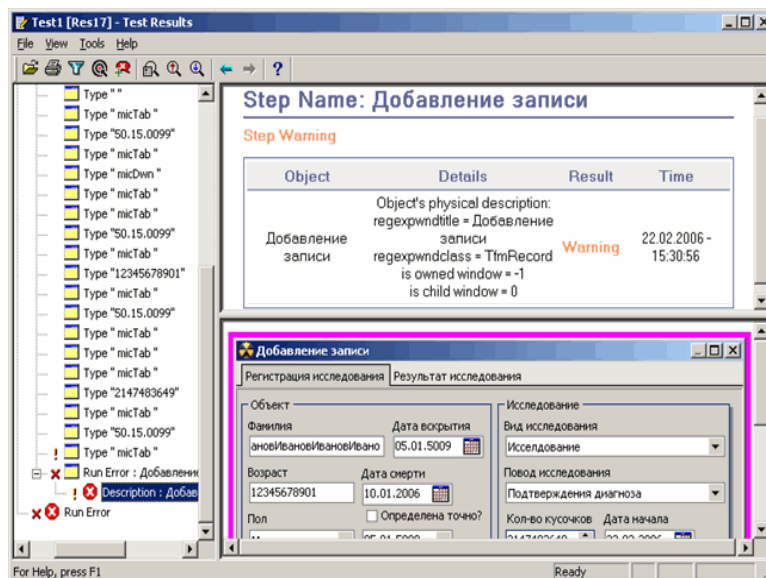 Test1 [Res17] - Test Results
File View Tools Help
Type " "
Type " micTab "
Type "50.15.0099"
Type " micTab "
Type " micDwn "
Type " micTab "
Type " micTab "
Type "50.15.0099"
Type " micTab "
Type "12345678901"
Type " micTab "
Type "50.15.0099"
Type " micTab "
Type " micTab "
Type " micTab "
Type "2147483649"
Type " micTab "
Type "50.15.0099"
Type " micTab "
Run Error : Добавление
Description : Добав
Run Error
Step Name: Добавление записи
Step Warning
Object Details Result Time
Добавление записи
Object's physical description:
regexpwndtitle = Добавление
записи
regexpwndclass = TfmRecord
is owned window = -1
is child window = 0
Warning
22.02.2006 -
15:30:56
Добавление записи
Регистрация исследования Результат исследования
Объект
Фамилия Дата вскрытия
ановИвановИвановИвано 05.01.5009
Возраст Дата смерти
12345678901 10.01.2006
Пол Определена точно?
Исследование
Вид исследования
Исселдование
Повод исследования
Подтверждения диагноза
Кол-во кусочков Дата начала
For Help, press F1 Ready